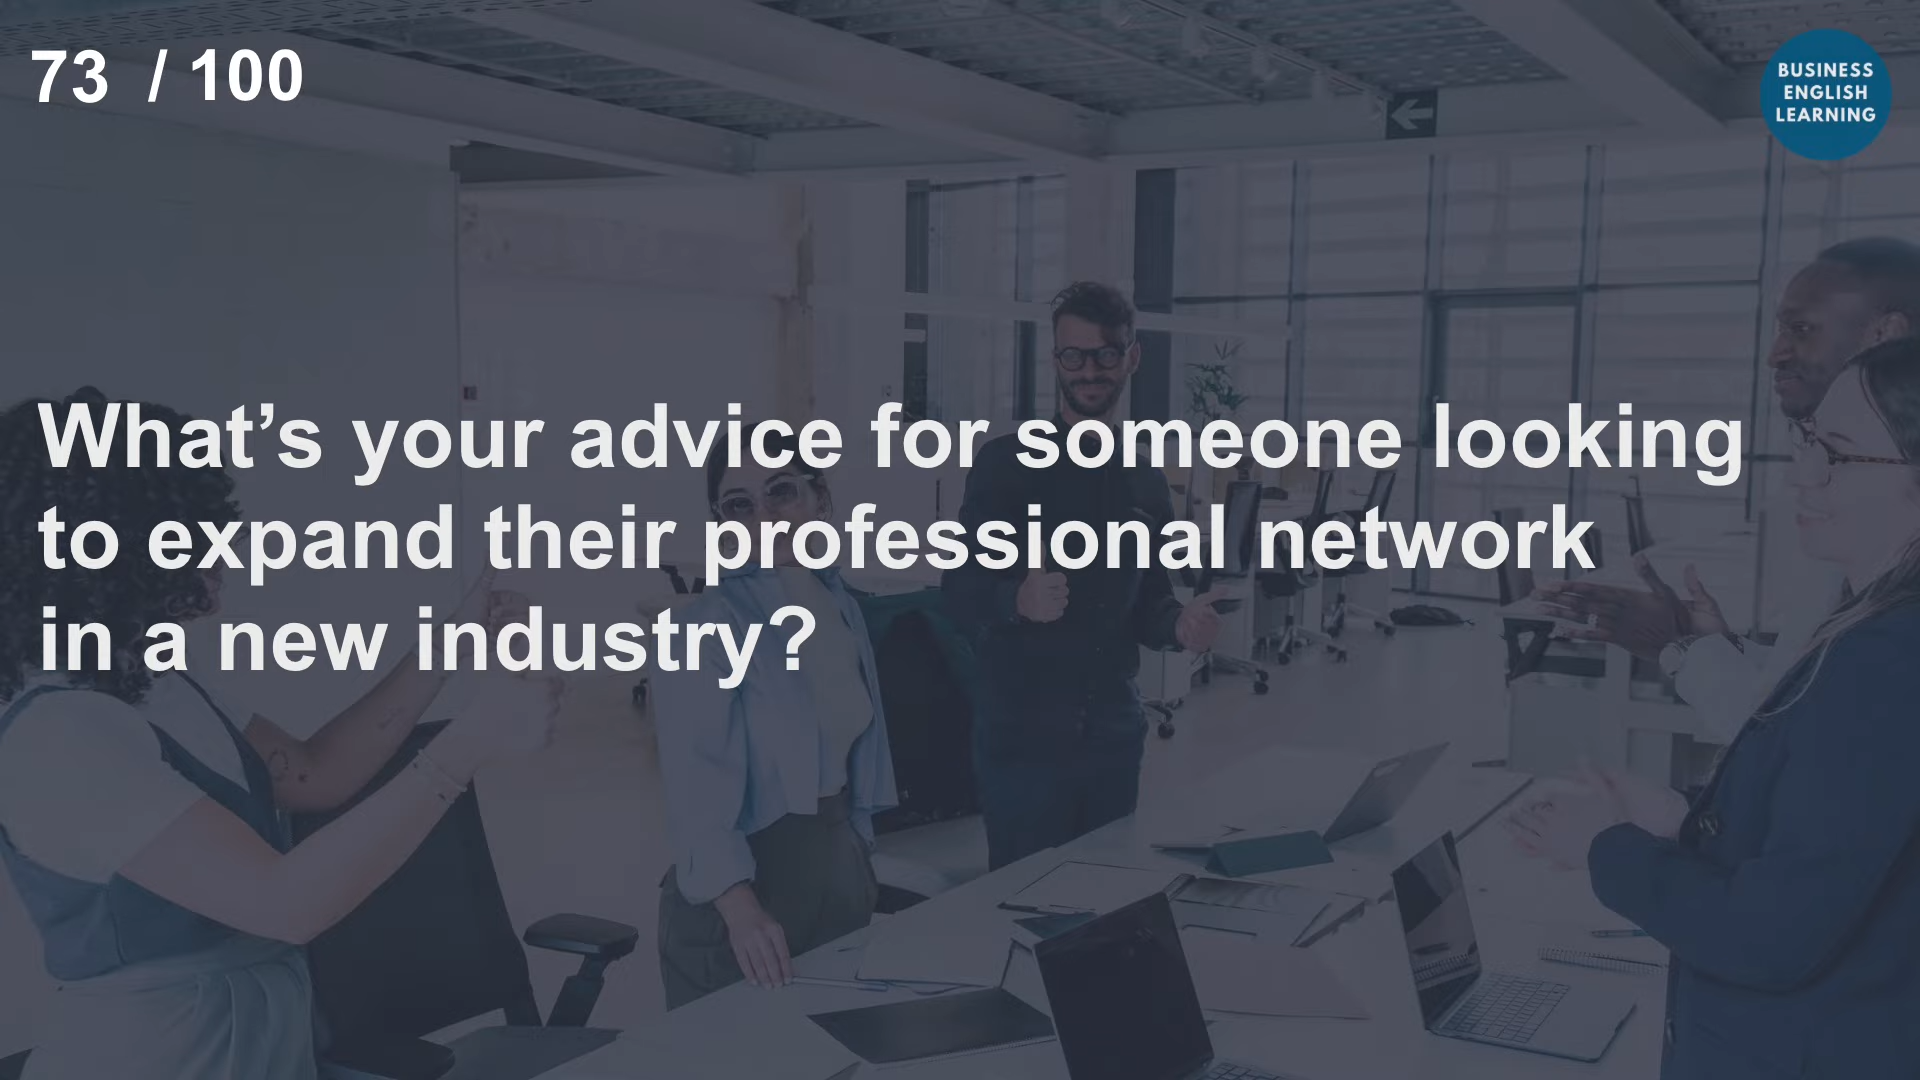 73 / 100
BUSINESS
ENGLISH
LEARNING
What’s your advice for someone looking
to expand their professional network
in a new industry?